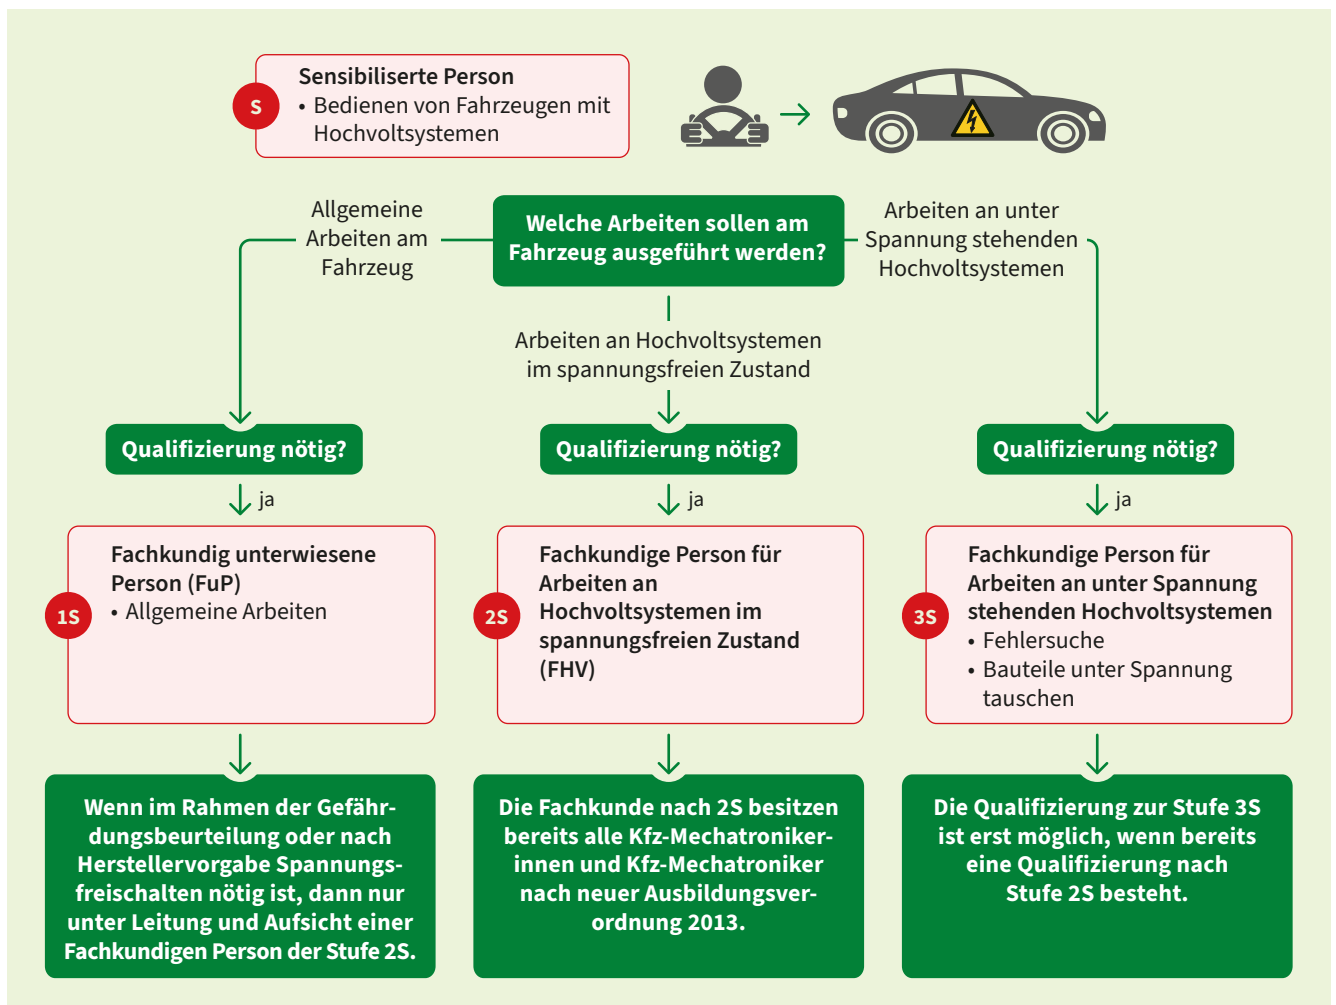 S
Sensibiliserte Person
• Bedienen von Fahrzeugen mit
Hochvoltsystemen
Welche Arbeiten sollen am
Fahrzeug ausgeführt werden?
Allgemeine
Arbeiten am
Fahrzeug
Arbeiten an Hochvoltsystemen
im spannungsfreien Zustand
Arbeiten an unter
Spannung stehenden
Hochvoltsystemen
Qualifizierung nötig?
ja
1S
Fachkundig unterwiesene
Person (FuP)
• Allgemeine Arbeiten
Wenn im Rahmen der Gefähr-
dungsbeurteilung oder nach
Herstellervorgabe Spannungs-
freischalten nötig ist, dann nur
unter Leitung und Aufsicht einer
Fachkundigen Person der Stufe 2S.
Qualifizierung nötig?
ja
2S
Fachkundige Person für
Arbeiten an
Hochvoltsystemen im
spannungsfreien Zustand
(FHV)
Die Fachkunde nach 2S besitzen
bereits alle Kfz-Mechatroniker-
innen und Kfz-Mechatroniker
nach neuer Ausbildungsver-
ordnung 2013.
Qualifizierung nötig?
ja
3S
Fachkundige Person für
Arbeiten an unter Spannung
stehenden Hochvoltsystemen
• Fehlersuche
• Bauteile unter Spannung
tauschen
Die Qualifizierung zur Stufe 3S
ist erst möglich, wenn bereits
eine Qualifizierung nach
Stufe 2S besteht.